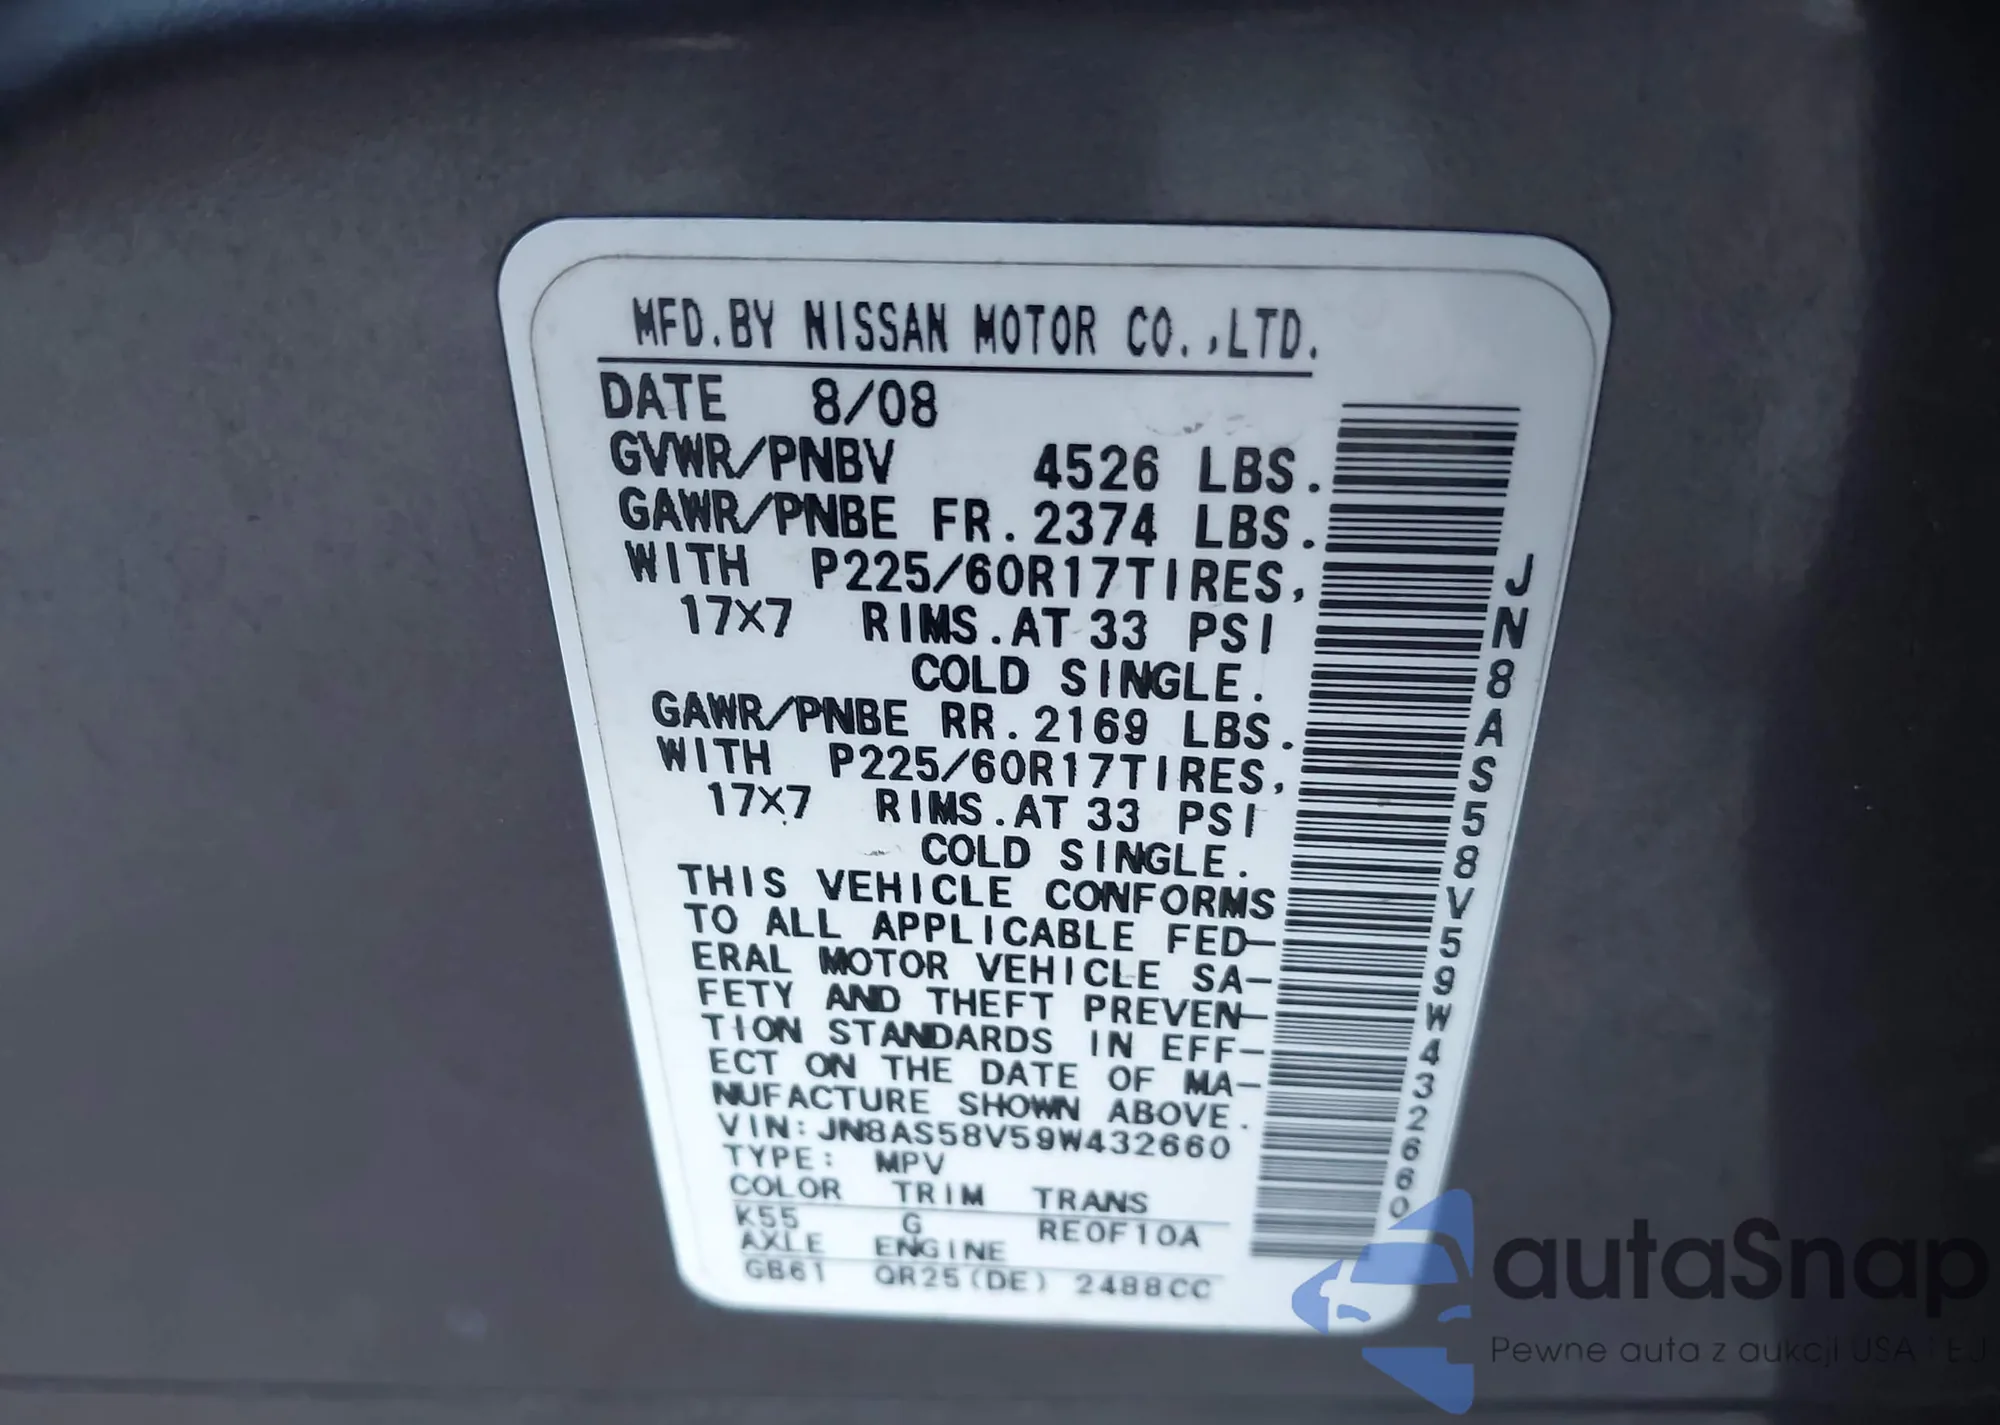 MFD.BY NISSAN MOTOR CO.,LTD.
DATE 8/08
GVWR/PNBV 4526 LBS.
GAWR/PNBE FR.2374 LBS.
WITH P225/60R17TIRES,
17X7 RIMS.AT 33 PSI
COLD SINGLE.
GAWR/PNBE RR.2169 LBS.
WITH P225/60R17TIRES,
17X7 RIMS.AT 33 PSI
COLD SINGLE.
THIS VEHICLE CONFORMS
TO ALL APPLICABLE FED-
ERAL MOTOR VEHICLE SA-
FETY AND THEFT PREVEN-
TION STANDARDS IN EFF-
ECT ON THE DATE OF MA-
NUFACTURE SHOWN ABOVE.
VIN:JN8AS58V59W432660
TYPE: MPV
COLOR TRIM TRANS
K55 G RE0F10A
AXLE ENGINE
GB61 QR25(DE) 2488CC
JN8AS58V59W432660
autaSnap
Pewne auta z aukcji USA i EU